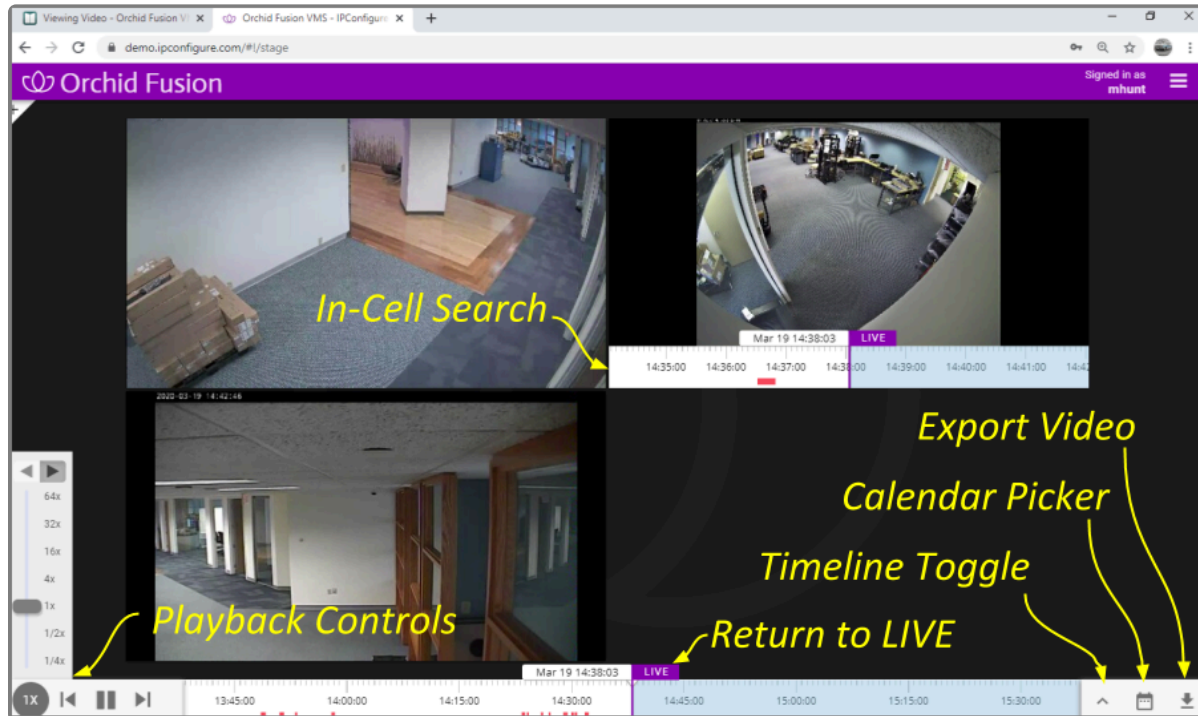 Viewing Video - Orchid Fusion V
Orchid Fusion VMS - IPConfigure
demo.ipconfigure.com/#!/stage
Orchid Fusion
Signed in as
mhunt
In-Cell Search
Mar 19 14:38:03 LIVE
14:35:00 14:36:00 14:37:00 14:38:00 14:39:00 14:40:00 14:41:00 14:42
2020-03-19 14:42:46
Export Video
Calendar Picker
Timeline Toggle
Return to LIVE
Playback Controls
64x
32x
16x
4x
1x
1/2x
1/4x
Mar 19 14:38:03 LIVE
1X
13:45:00 14:00:00 14:15:00 14:30:00 14:45:00 15:00:00 15:15:00 15:30:00